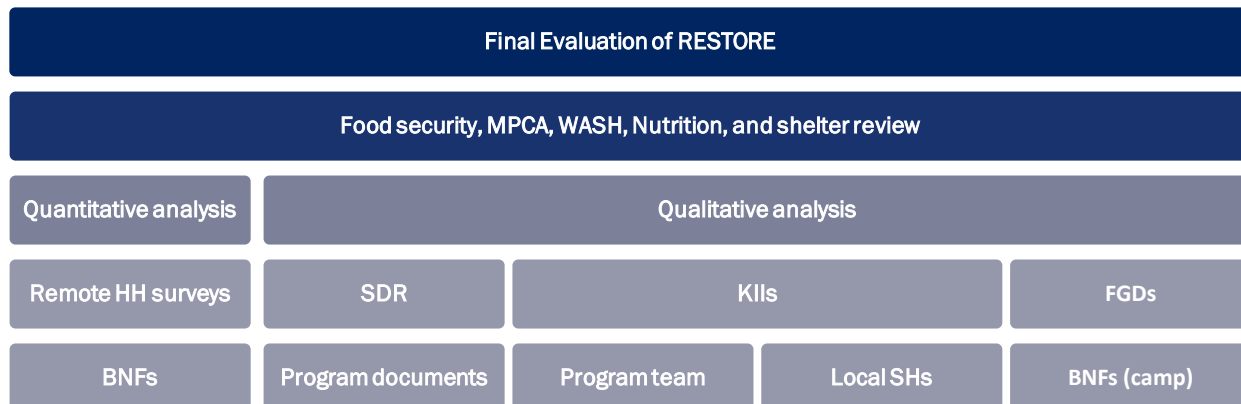 Final Evaluation of RESTORE
Food security, MPCA, WASH, Nutrition, and shelter review
Quantitative analysis
Qualitative analysis
Remote HH surveys
SDR
KIIs
FGDs
BNFs
Program documents
Program team
Local SHs
BNFs (camp)